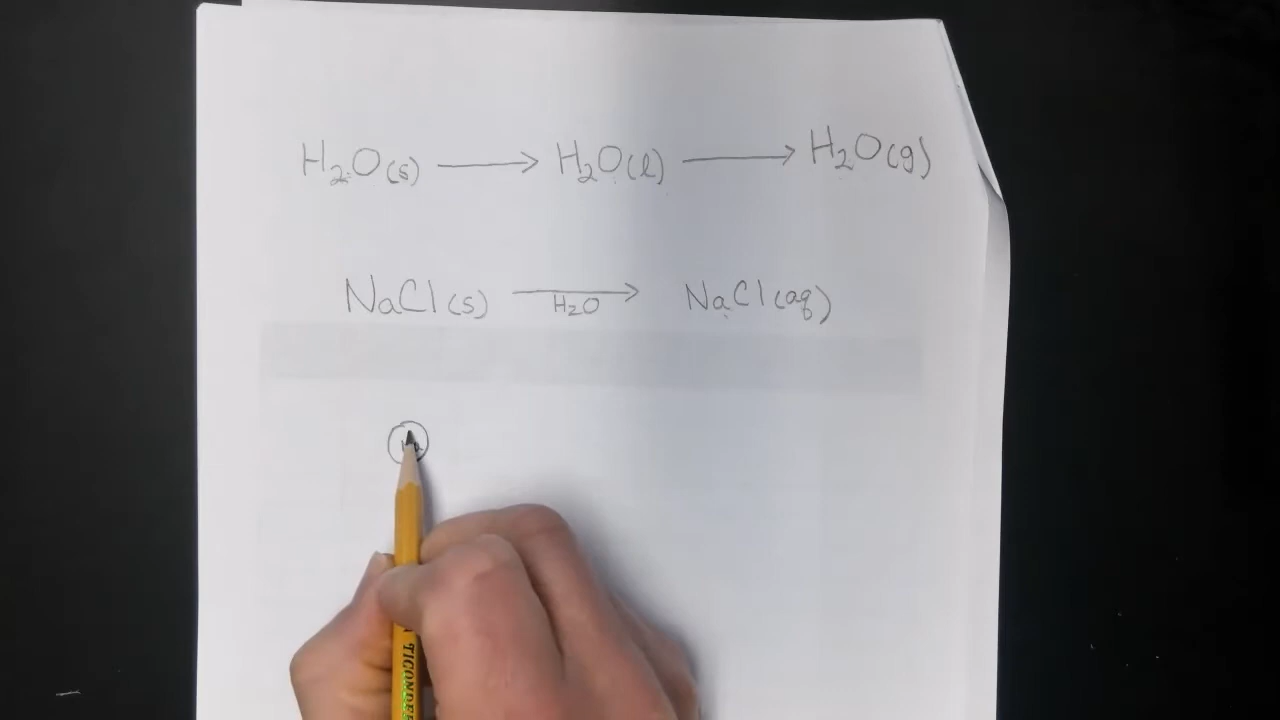 H₂O(s) ⟶ H₂O(l) ⟶ H₂O(g)
NaCl(s) ⟶ NaCl(aq)
H₂O